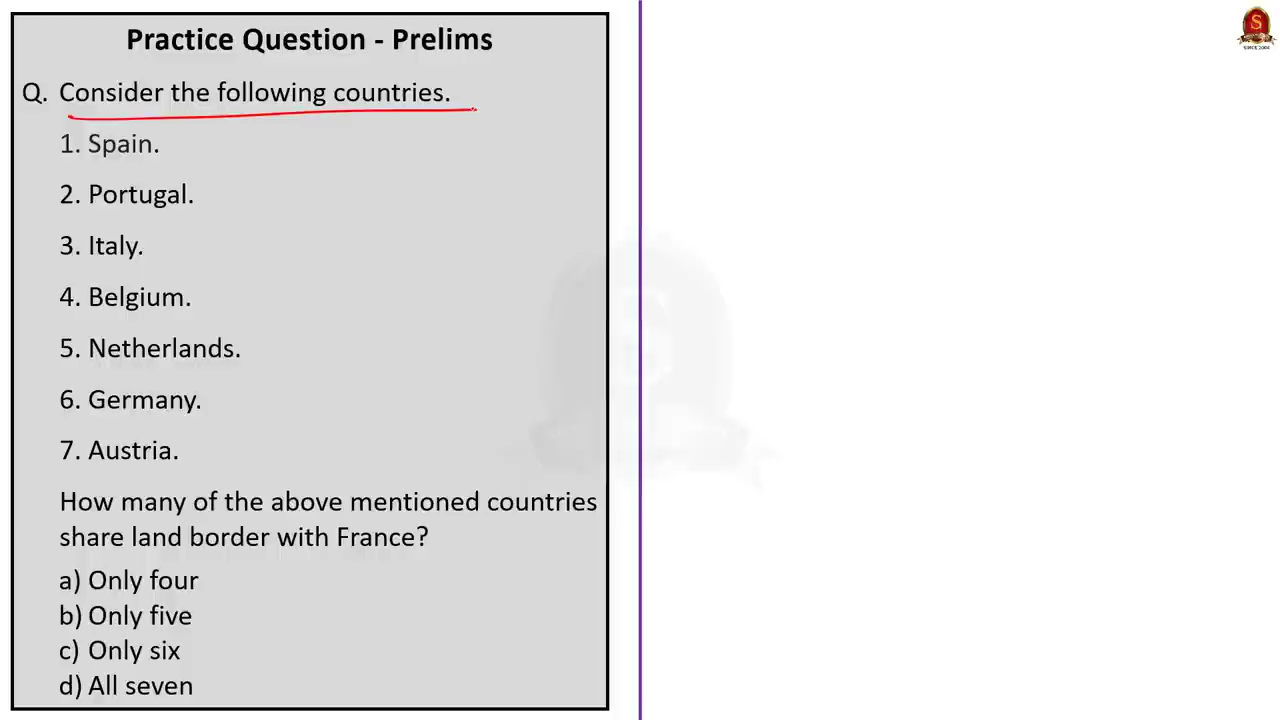 Practice Question - Prelims
Q. Consider the following countries.
1. Spain.
2. Portugal.
3. Italy.
4. Belgium.
5. Netherlands.
6. Germany.
7. Austria.
How many of the above mentioned countries
share land border with France?
a) Only four
b) Only five
c) Only six
d) All seven
S
SINCE 2004